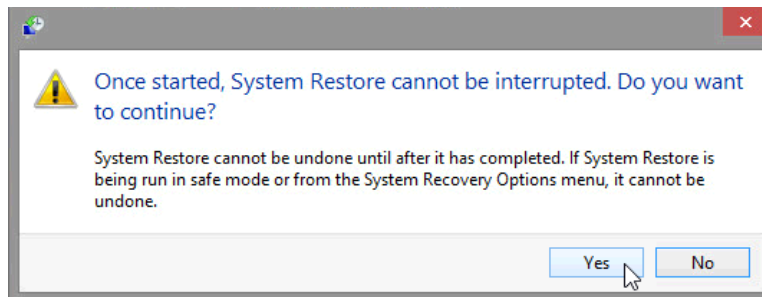 Once started, System Restore cannot be interrupted. Do you want
to continue?
System Restore cannot be undone until after it has completed. If System Restore is
being run in safe mode or from the System Recovery Options menu, it cannot be
undone.
Yes
No